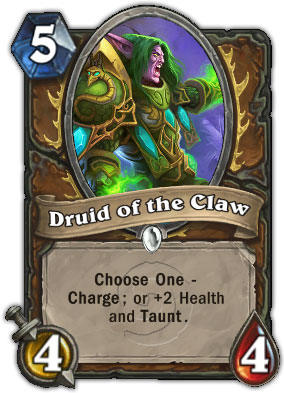 5
Druid of the Claw
Choose One -
Charge; or +2 Health
and Taunt.
4 4